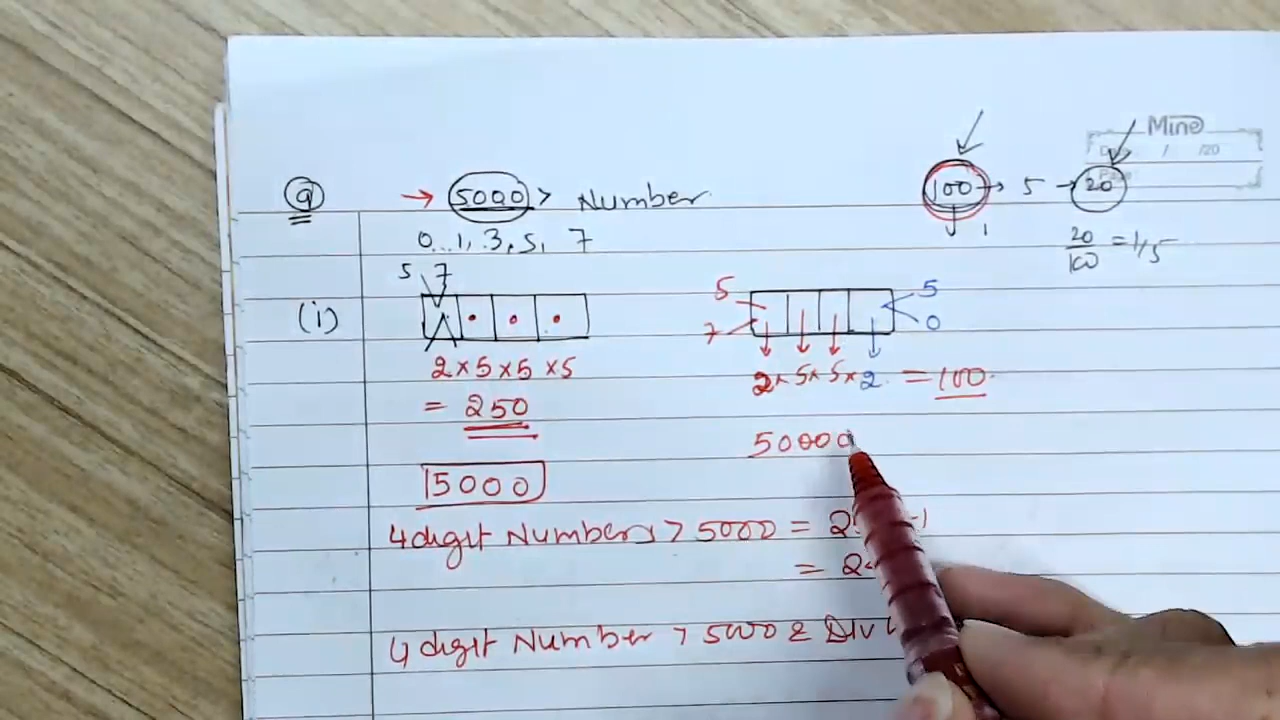 Mine
/ /20
Q → 5000 > Number
100 → 5 → 20
1
20/100 = 1/5
0...1, 3, 5, 7
5 7
(i)
5
7
5
0
2 x 5 x 5 x 5
2 x 5 x 5 x 2 = 100
= 250
5000
4 digit Numbers > 5000 =
=
4 digit Number > 5000 &